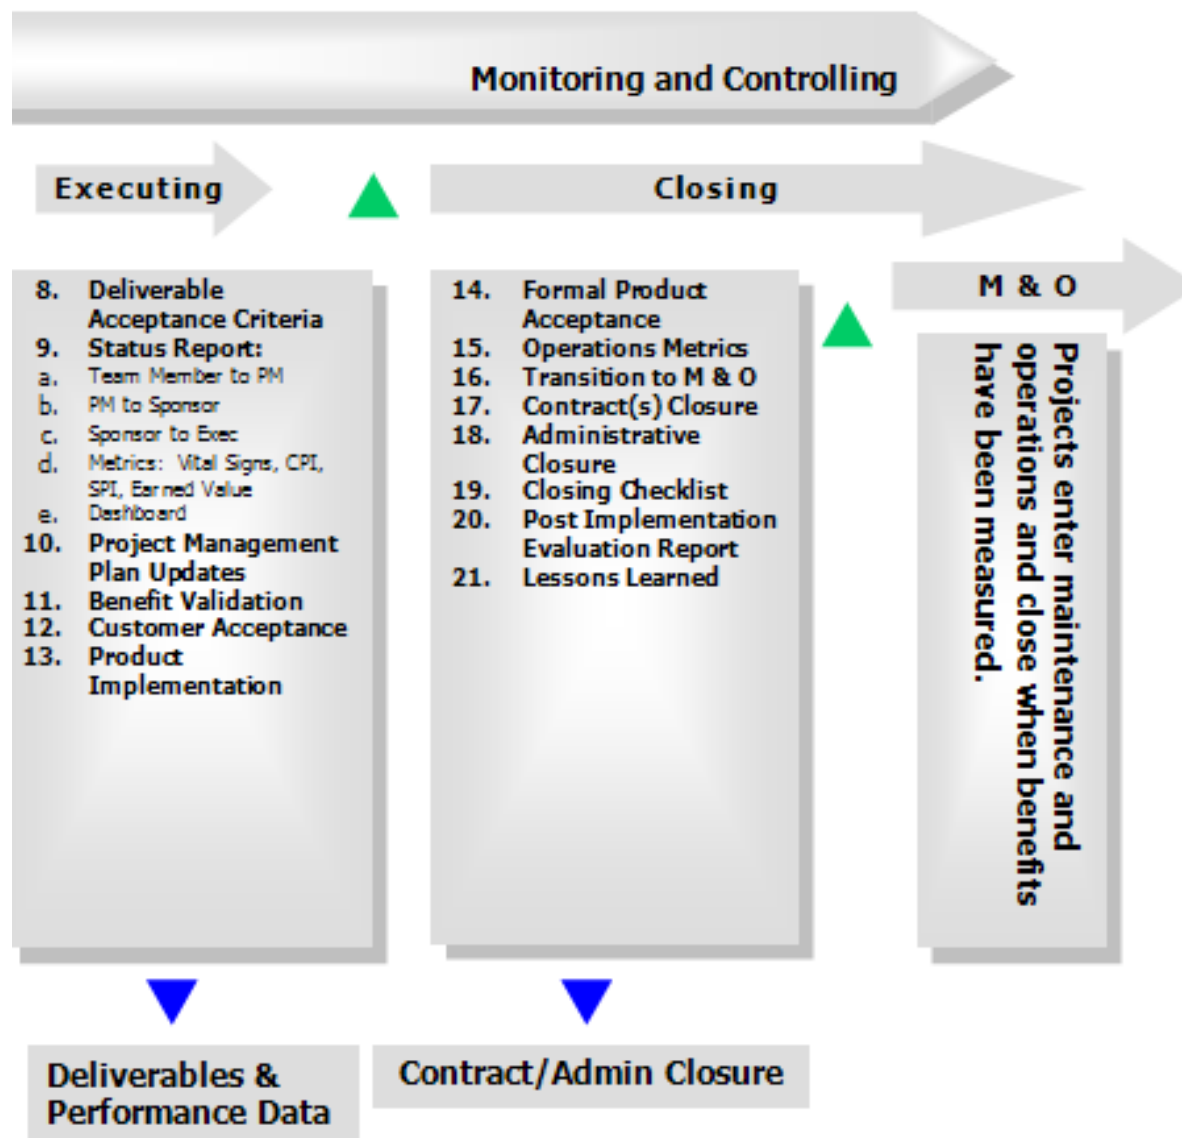 Monitoring and Controlling
Executing
Closing
M & O
8. Deliverable
Acceptance Criteria
9. Status Report:
a. Team Member to PM
b. PM to Sponsor
c. Sponsor to Exec
d. Metrics: Vital Signs, CPI,
SPI, Earned Value
e. Dashboard
10. Project Management
Plan Updates
11. Benefit Validation
12. Customer Acceptance
13. Product
Implementation
14. Formal Product
Acceptance
15. Operations Metrics
16. Transition to M & O
17. Contract(s) Closure
18. Administrative
Closure
19. Closing Checklist
20. Post Implementation
Evaluation Report
21. Lessons Learned
Projects enter maintenance and
operations and close when benefits
have been measured.
Deliverables &
Performance Data
Contract/Admin Closure